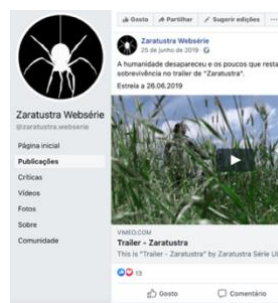 Gosto Partilhar Sugerir edições ...
Zaratustra Websérie
25 de junho de 2019
A humanidade desapareceu e os poucos que resta
sobrevivência no trailer de "Zaratustra".
Estreia a 26.06.2019
Zaratustra Websérie
@zaratustra.webserie
Página inicial
Publicações
Críticas
Vídeos
Fotos
Sobre
Comunidade
VIMEO.COM
Trailer - Zaratustra
This is "Trailer - Zaratustra" by Zaratustra Série UB
13
Gosto Comentário